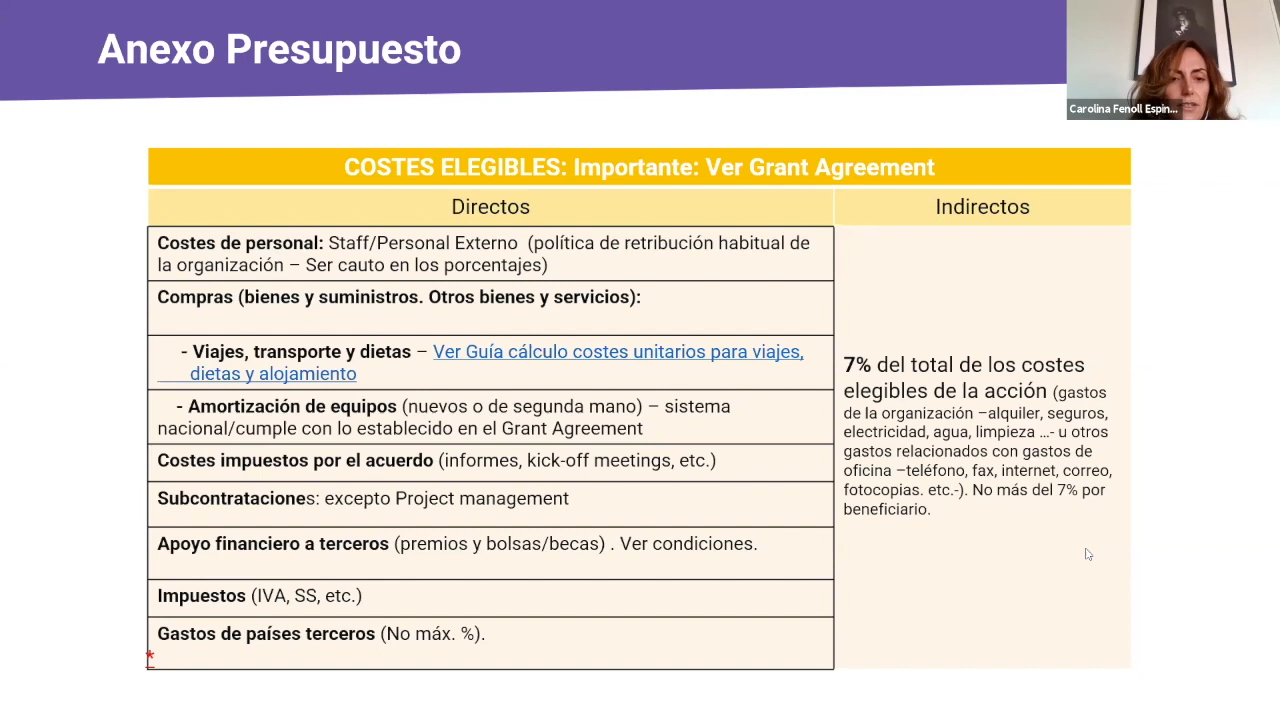 Anexo Presupuesto
Carolina Fenoll Espin...
COSTES ELEGIBLES: Importante: Ver Grant Agreement
Directos
Indirectos
Costes de personal: Staff/Personal Externo (política de retribución habitual de
la organización – Ser cauto en los porcentajes)
Compras (bienes y suministros. Otros bienes y servicios):
- Viajes, transporte y dietas – Ver Guía cálculo costes unitarios para viajes,
dietas y alojamiento
- Amortización de equipos (nuevos o de segunda mano) – sistema
nacional/cumple con lo establecido en el Grant Agreement
Costes impuestos por el acuerdo (informes, kick-off meetings, etc.)
Subcontrataciones: excepto Project management
Apoyo financiero a terceros (premios y bolsas/becas) . Ver condiciones.
Impuestos (IVA, SS, etc.)
Gastos de países terceros (No máx. %).
*
7% del total de los costes
elegibles de la acción (gastos
de la organización –alquiler, seguros,
electricidad, agua, limpieza ...- u otros
gastos relacionados con gastos de
oficina –teléfono, fax, internet, correo,
fotocopias. etc.-). No más del 7% por
beneficiario.